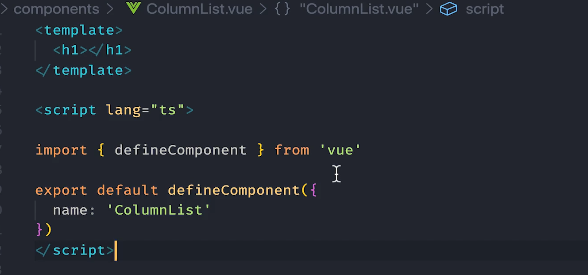 components > ColumnList.vue > {} "ColumnList.vue" > script
<template>
  <h1></h1>
</template>
<script lang="ts">
import { defineComponent } from 'vue'
export default defineComponent({
  name: 'ColumnList'
})
</script>